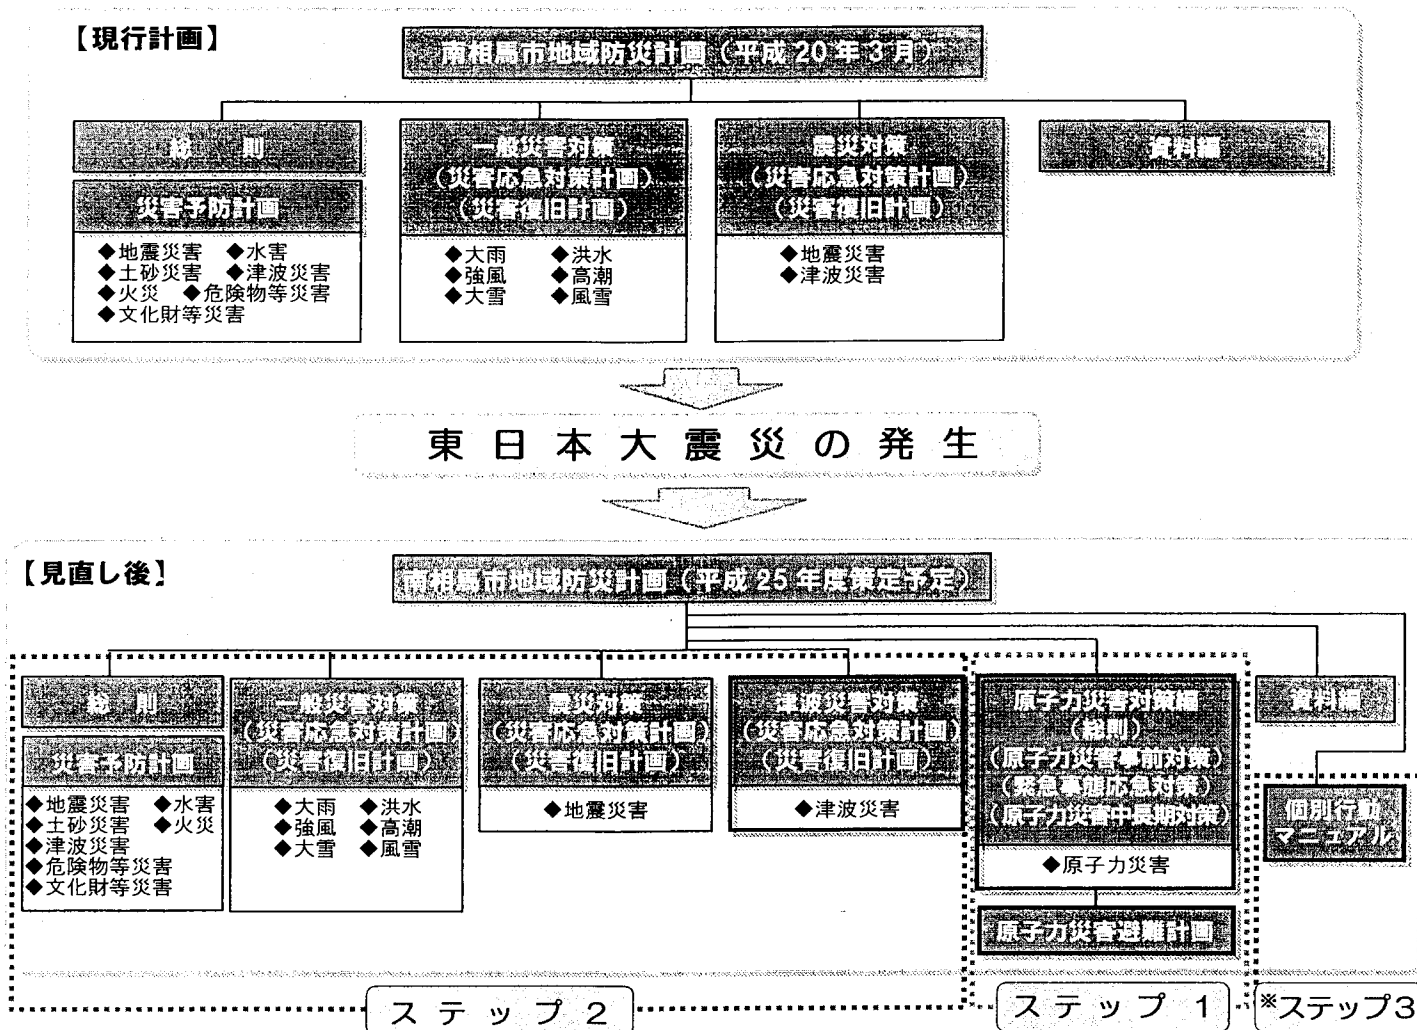 【現行計画】
南相馬市地域防災計画（平成20年3月）
総　則
災害予防計画
◆地震災害　◆水害
◆土砂災害　◆津波災害
◆火災　◆危険物等災害
◆文化財等災害
一般災害対策
（災害応急対策計画）
（災害復旧計画）
◆大雨　◆洪水
◆強風　◆高潮
◆大雪　◆風雪
震災対策
（災害応急対策計画）
（災害復旧計画）
◆地震災害
◆津波災害
資料編
東日本大震災の発生
【見直し後】
南相馬市地域防災計画（平成25年度策定予定）
総　則
災害予防計画
◆地震災害　◆水害
◆土砂災害　◆火災
◆津波災害
◆危険物等災害
◆文化財等災害
一般災害対策
（災害応急対策計画）
（災害復旧計画）
◆大雨　◆洪水
◆強風　◆高潮
◆大雪　◆風雪
震災対策
（災害応急対策計画）
（災害復旧計画）
◆地震災害
津波災害対策
（災害応急対策計画）
（災害復旧計画）
◆津波災害
原子力災害対策編
（総則）
（原子力災害事前対策）
（緊急事態応急対策）
（原子力災害中長期対策）
◆原子力災害
原子力災害避難計画
資料編
個別行動
マニュアル
ステップ2
ステップ1
※ステップ3